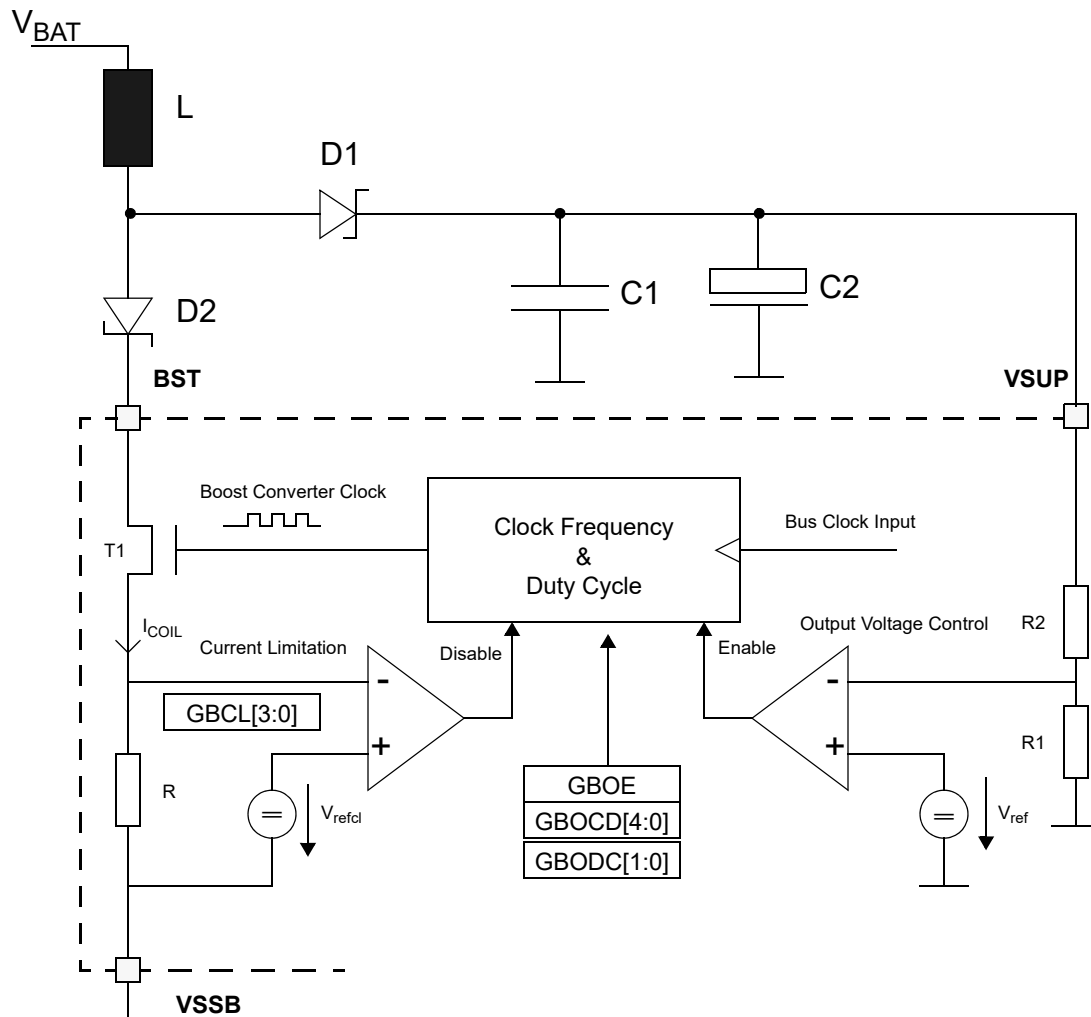 VBAT
L
D1
D2
C1
C2
BST
VSUP
Boost Converter Clock
Clock Frequency
&
Duty Cycle
Bus Clock Input
T1
ICOIL
Current Limitation
Disable
Enable
Output Voltage Control
R2
-
-
GBCL[3:0]
+
+
R1
R
=
Vrefcl
GBOE
GBOCD[4:0]
GBODC[1:0]
=
Vref
VSSB